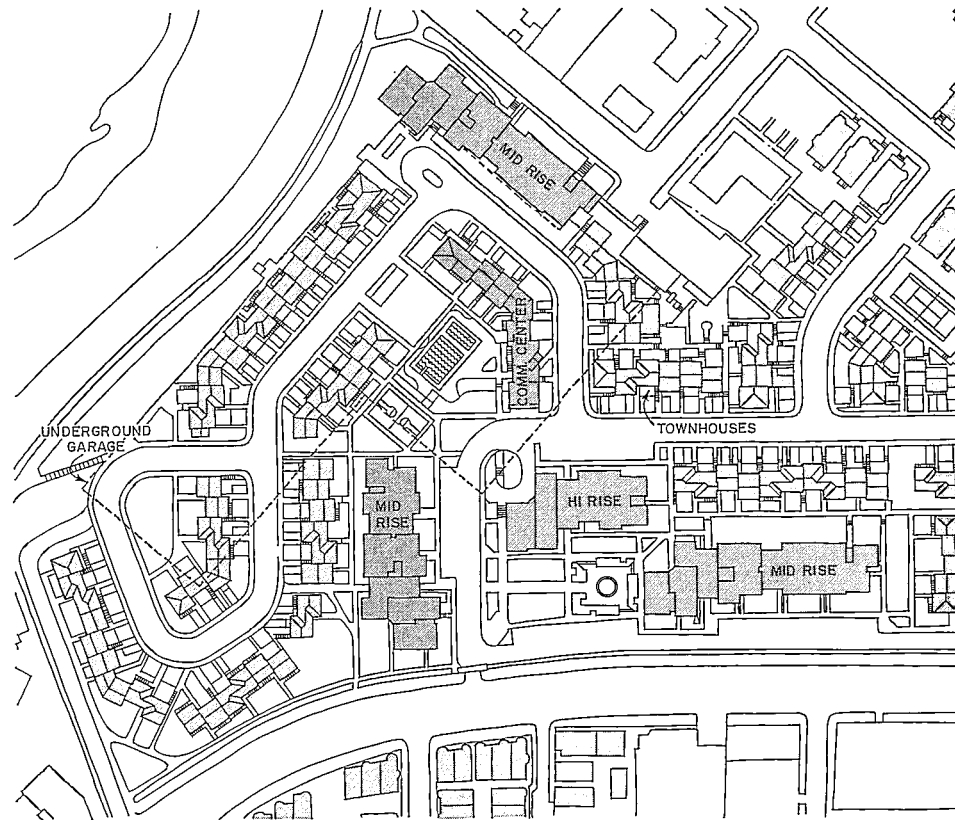 MID RISE
COMM. CENTER
UNDERGROUND
GARAGE
TOWNHOUSES
MID
RISE
HI RISE
MID RISE